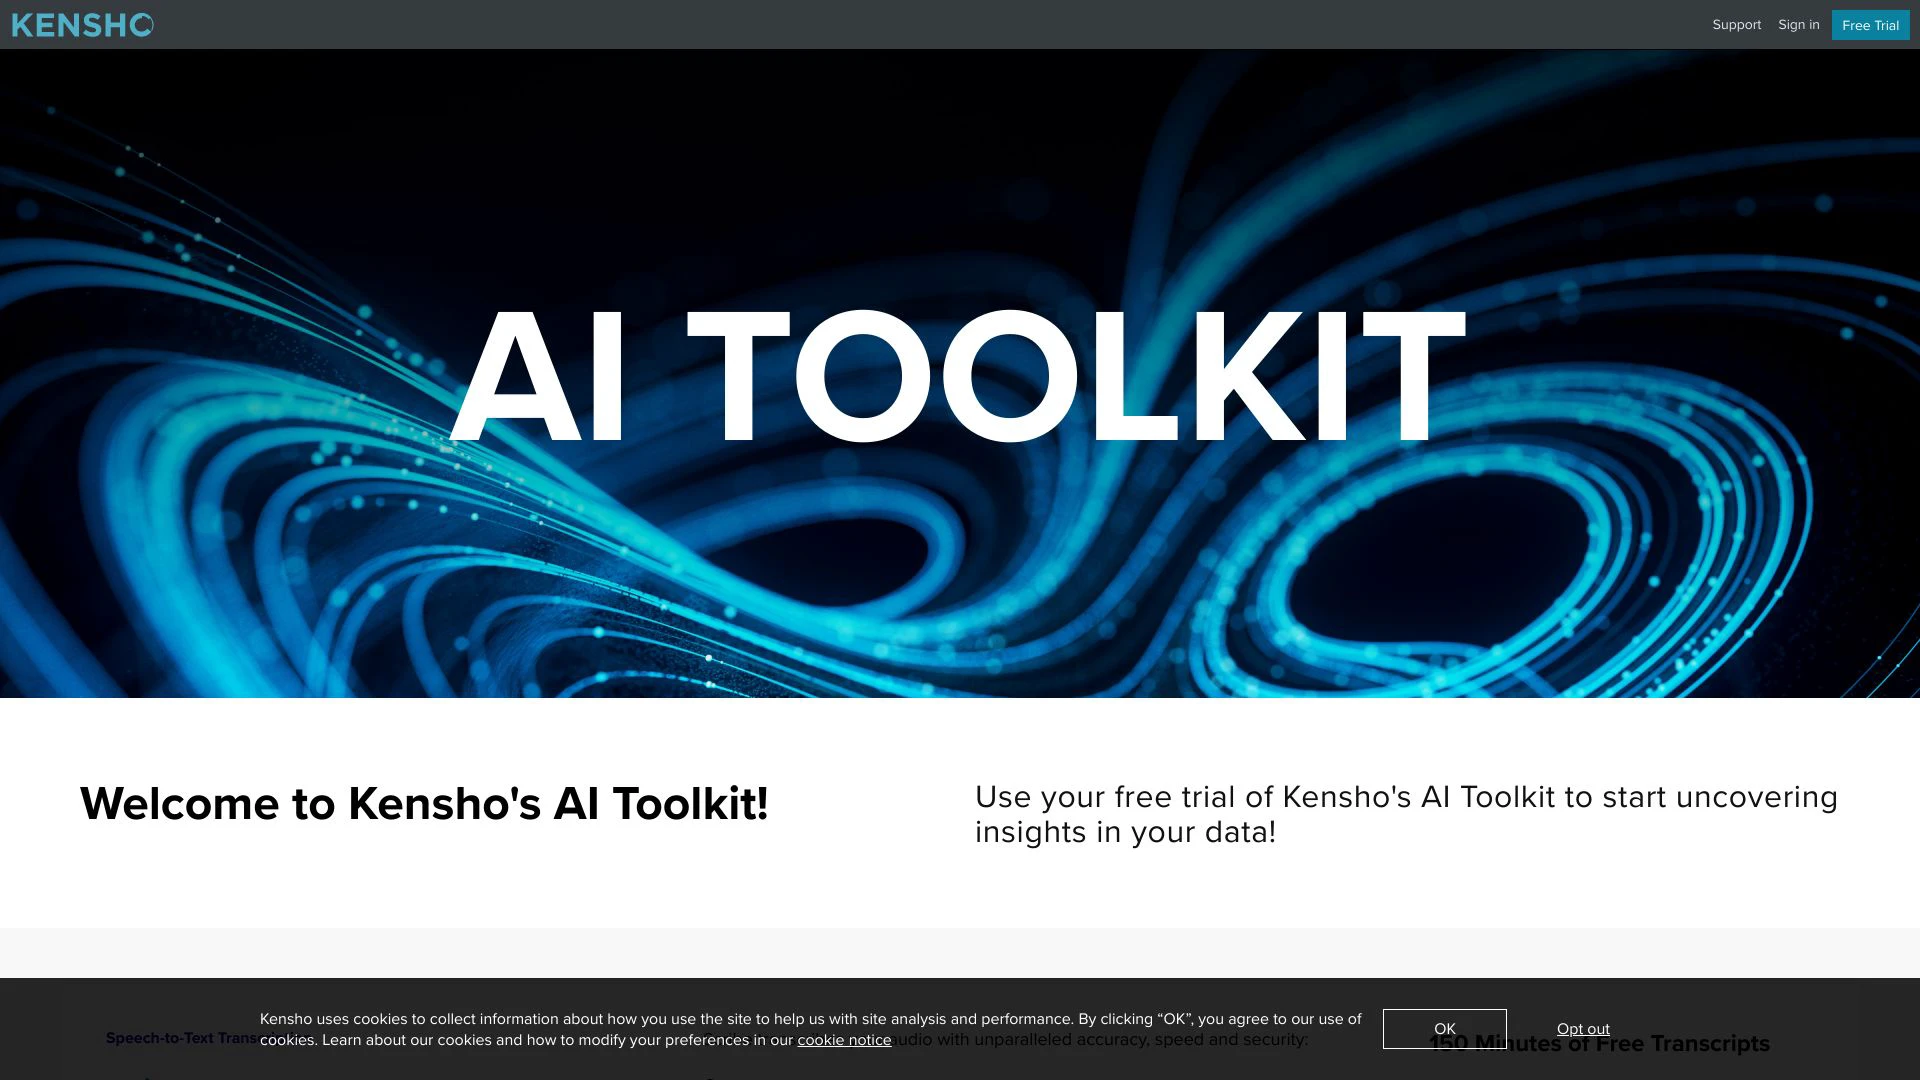 KENSHO
Support Sign in Free Trial
AI TOOLKIT
Welcome to Kensho's AI Toolkit!
Use your free trial of Kensho's AI Toolkit to start uncovering
insights in your data!
Kensho uses cookies to collect information about how you use the site to help us with site analysis and performance. By clicking “OK”, you agree to our use of
cookies. Learn about our cookies and how to modify your preferences in our cookie notice
OK
Opt out
Speech-to-Text
audio with unparalleled accuracy, speed and security:
150 Minutes of Free Transcripts